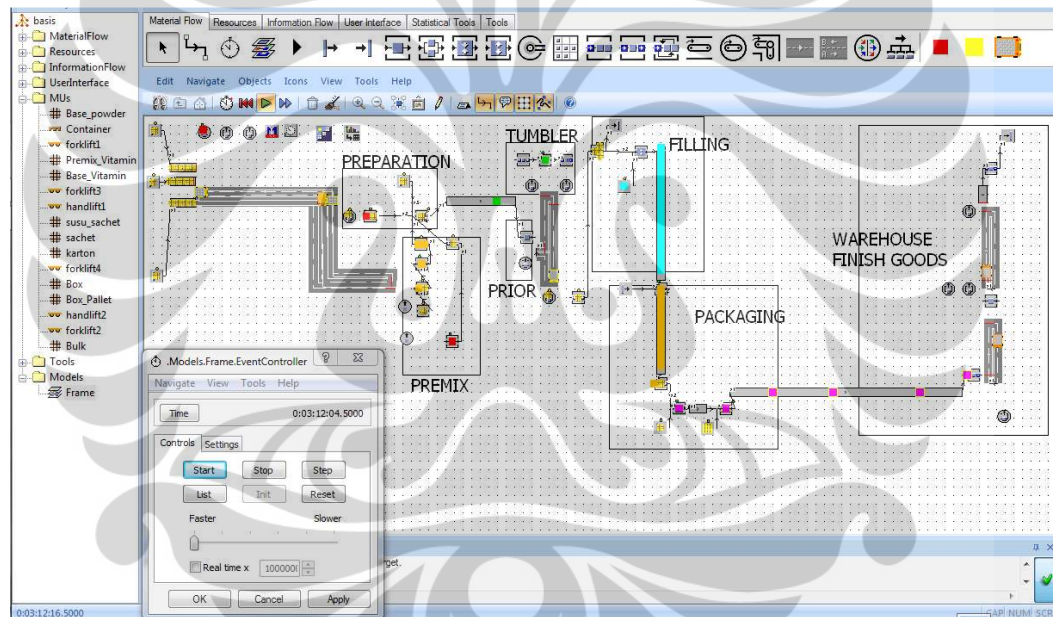 basis
MaterialFlow
Resources
InformationFlow
UserInterface
MUs
Base_powder
Container
forklift1
Premix_Vitamin
Base_Vitamin
forklift3
handlift1
susu_sachet
sachet
karton
forklift4
Box
Box_Pallet
handlift2
forklift2
Bulk
Tools
Models
Frame
Material Flow Resources Information Flow User Interface Statistical Tools Tools
Edit Navigate Objects Icons View Tools Help
TUMBLER
FILLING
PREPARATION
WAREHOUSE
FINISH GOODS
PRIOR
PACKAGING
PREMIX
.Models.Frame.EventController
Navigate View Tools Help
Time 0:03:12:04.5000
Controls Settings
Start Stop Step
List Init Reset
Faster Slower
Real time x
OK Cancel Apply
get.
0:03:12:16.5000
CAP NUM SCR